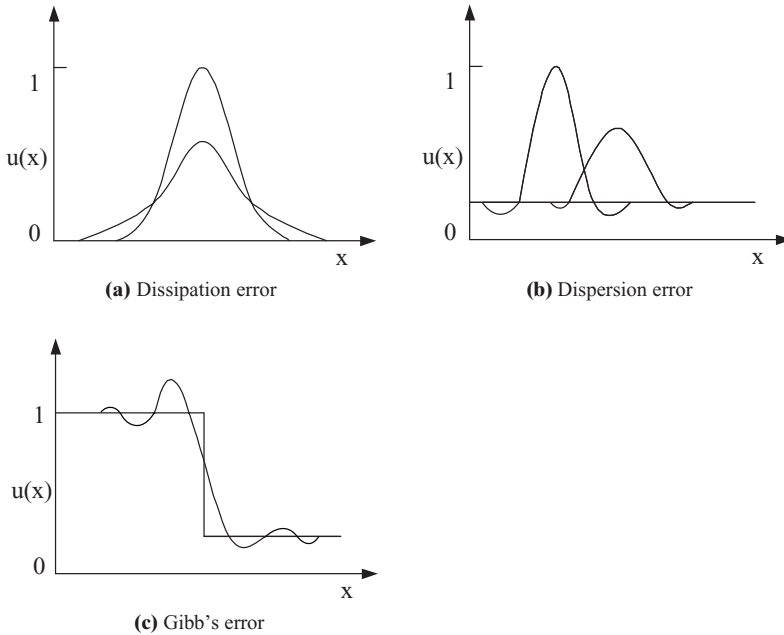 1
u(x)
0
x
(a) Dissipation error
1
u(x)
0
x
(b) Dispersion error
1
u(x)
0
x
(c) Gibb's error